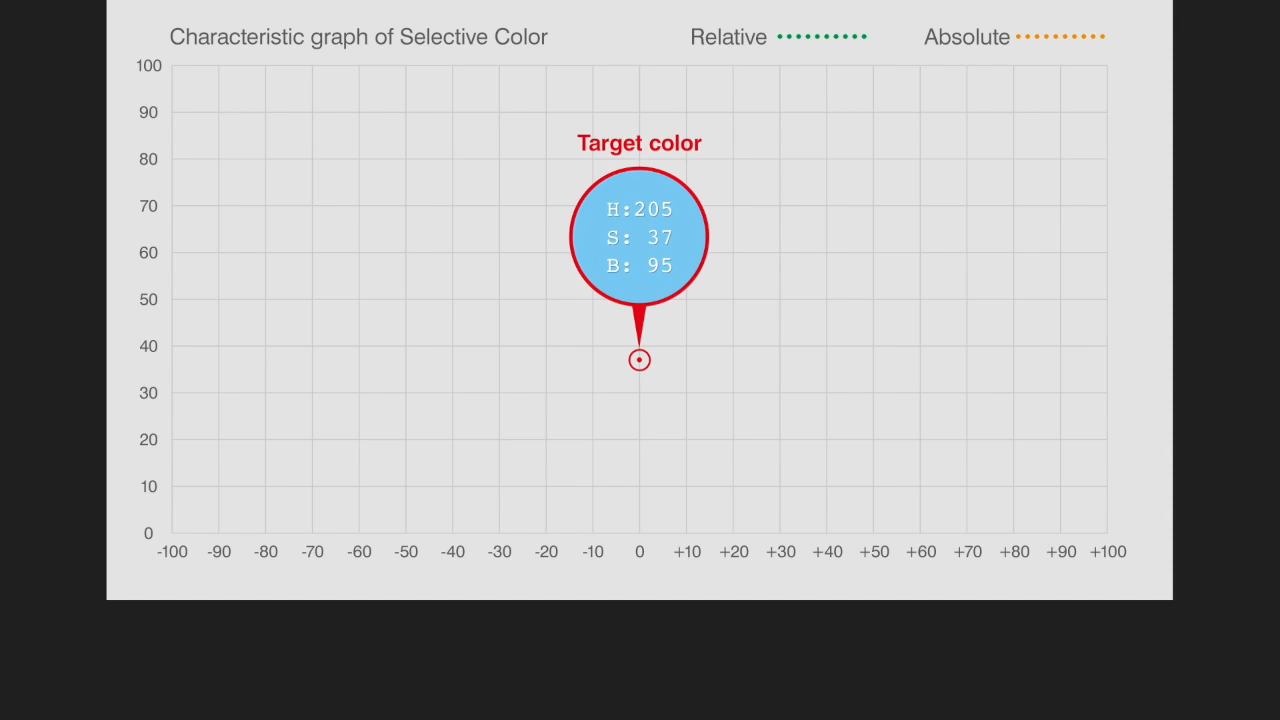 Characteristic graph of Selective Color Relative Absolute
100
90
Target color
80
70
H:205
S: 37
60
B: 95
50
40
30
20
10
0
-100 -90 -80 -70 -60 -50 -40 -30 -20 -10 0 +10 +20 +30 +40 +50 +60 +70 +80 +90 +100